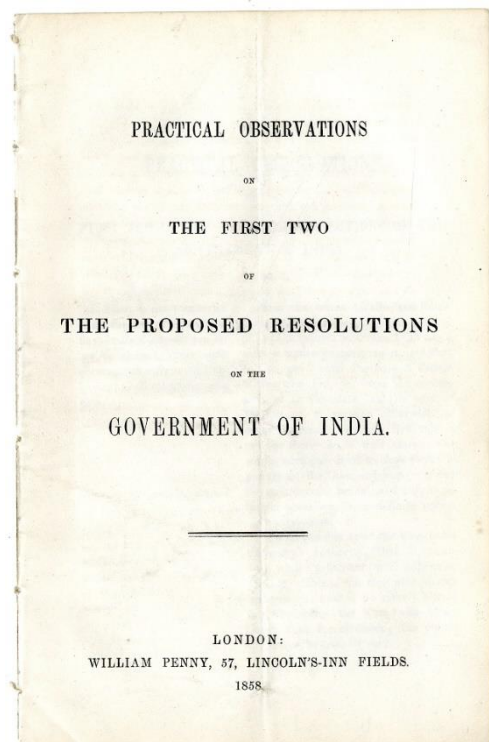 PRACTICAL OBSERVATIONS
ON
THE FIRST TWO
OF
THE PROPOSED RESOLUTIONS
ON THE
GOVERNMENT OF INDIA.
LONDON:
WILLIAM PENNY, 57, LINCOLN'S-INN FIELDS.
1858.